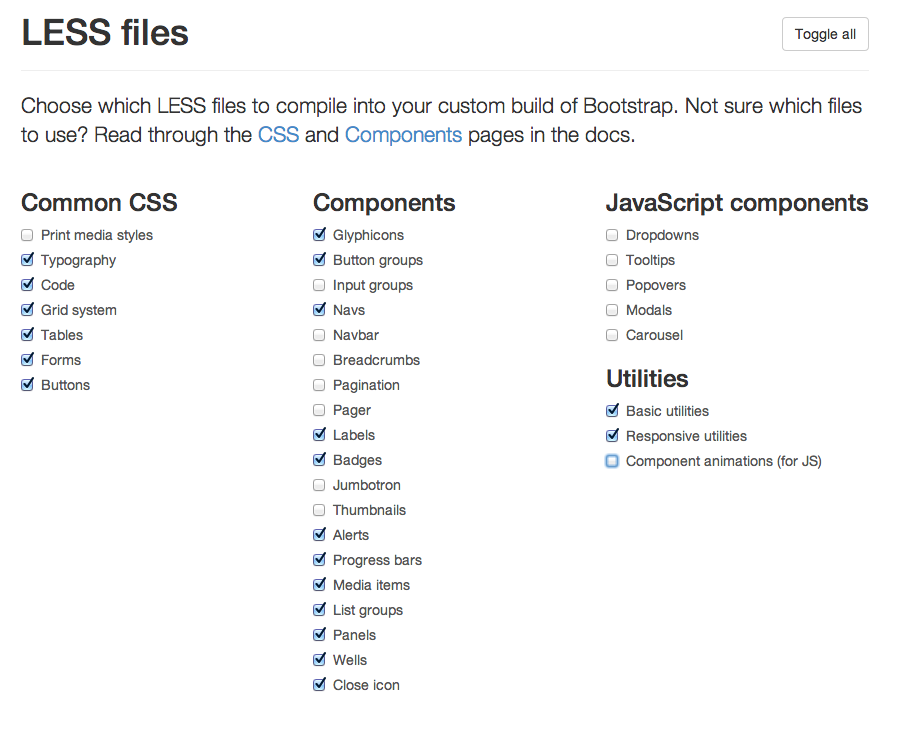 LESS files
Toggle all
Choose which LESS files to compile into your custom build of Bootstrap. Not sure which files
to use? Read through the CSS and Components pages in the docs.
Common CSS
Print media styles
Typography
Code
Grid system
Tables
Forms
Buttons
Components
Glyphicons
Button groups
Input groups
Navs
Navbar
Breadcrumbs
Pagination
Pager
Labels
Badges
Jumbotron
Thumbnails
Alerts
Progress bars
Media items
List groups
Panels
Wells
Close icon
JavaScript components
Dropdowns
Tooltips
Popovers
Modals
Carousel
Utilities
Basic utilities
Responsive utilities
Component animations (for JS)